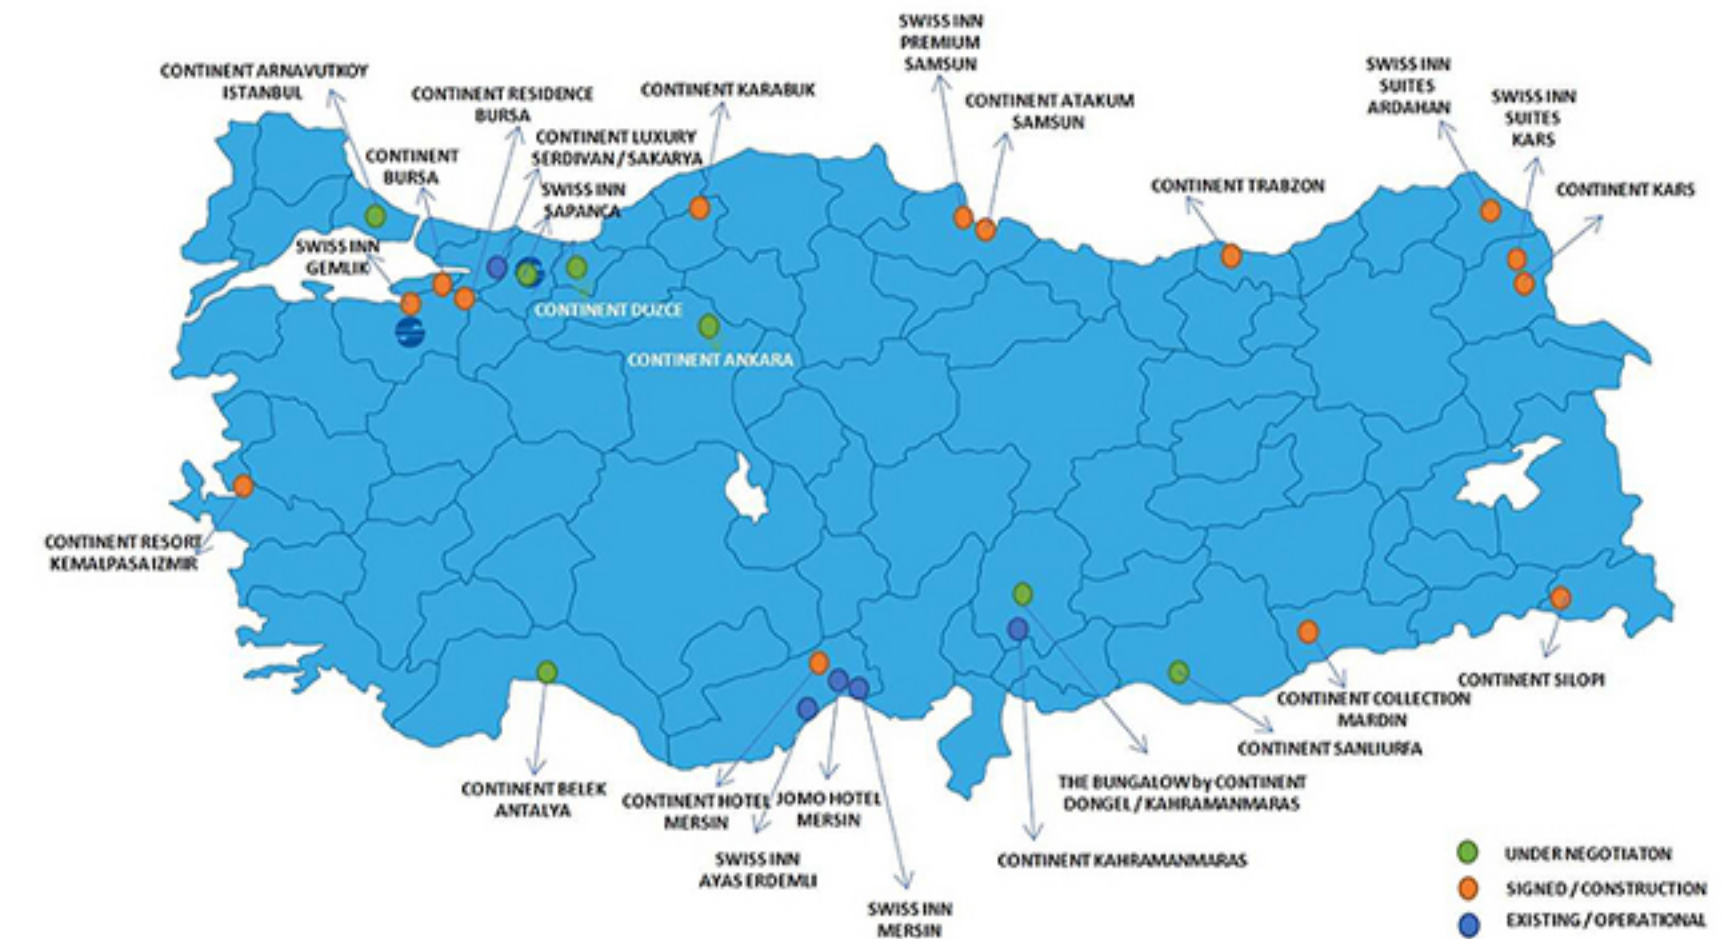 SWISS INN
PREMIUM
SAMSUN
CONTINENT ARNAVUTKOY
ISTANBUL
CONTINENT RESIDENCE
BURSA
CONTINENT KARABUK
CONTINENT ATAKUM
SAMSUN
SWISS INN
SUITES
ARDAHAN
SWISS INN
SUITES
KARS
CONTINENT LUXURY
SERDIVAN / SAKARYA
CONTINENT
BURSA
SWISS INN
SAPANCA
CONTINENT TRABZON
CONTINENT KARS
SWISS INN
GEMLIK
CONTINENT DUZCE
CONTINENT ANKARA
CONTINENT RESORT
KEMALPASA IZMIR
CONTINENT SILOPI
CONTINENT COLLECTION
MARDIN
CONTINENT SANLIURFA
CONTINENT BELEK
ANTALYA
CONTINENT HOTEL
MERSIN
JOMO HOTEL
MERSIN
THE BUNGALOW by CONTINENT
DONGEL / KAHRAMANMARAS
SWISS INN
AYAS ERDEMLI
CONTINENT KAHRAMANMARAS
SWISS INN
MERSIN
UNDER NEGOTIATON
SIGNED / CONSTRUCTION
EXISTING / OPERATIONAL